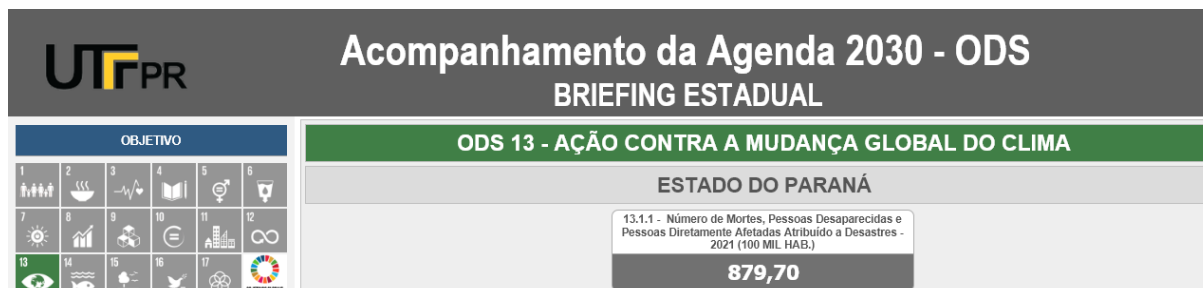 UTFPR
Acompanhamento da Agenda 2030 - ODS
BRIEFING ESTADUAL
OBJETIVO
1 2 3 4 5 6
7 8 9 10 11 12
13 14 15 16 17
ODS 13 - AÇÃO CONTRA A MUDANÇA GLOBAL DO CLIMA
ESTADO DO PARANÁ
13.1.1 - Número de Mortes, Pessoas Desaparecidas e
Pessoas Diretamente Afetadas Atribuído a Desastres -
2021 (100 MIL HAB.)
879,70